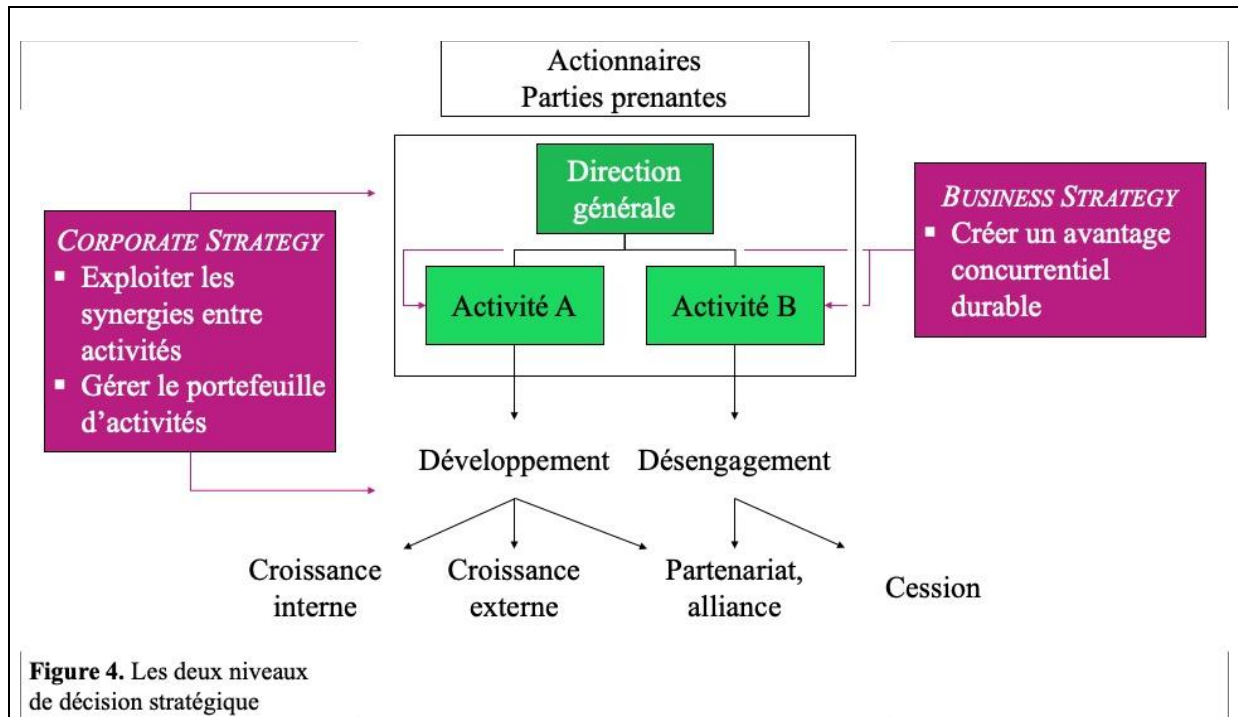 Actionnaires
Parties prenantes
Direction
générale
CORPORATE STRATEGY
▪ Exploiter les
synergies entre
activités
▪ Gérer le portefeuille
d’activités
BUSINESS STRATEGY
▪ Créer un avantage
concurrentiel
durable
Activité A
Activité B
Développement
Désengagement
Croissance
interne
Croissance
externe
Partenariat,
alliance
Cession
Figure 4. Les deux niveaux
de décision stratégique